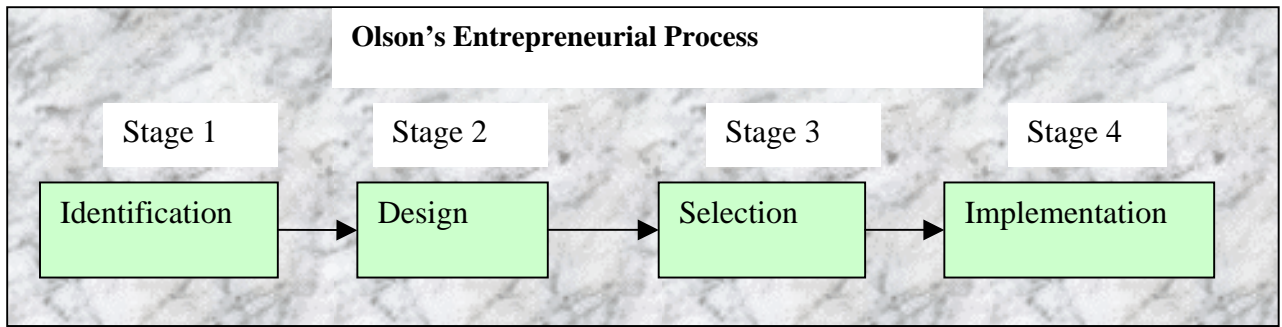 Olson’s Entrepreneurial Process
Stage 1
Stage 2
Stage 3
Stage 4
Identification
Design
Selection
Implementation